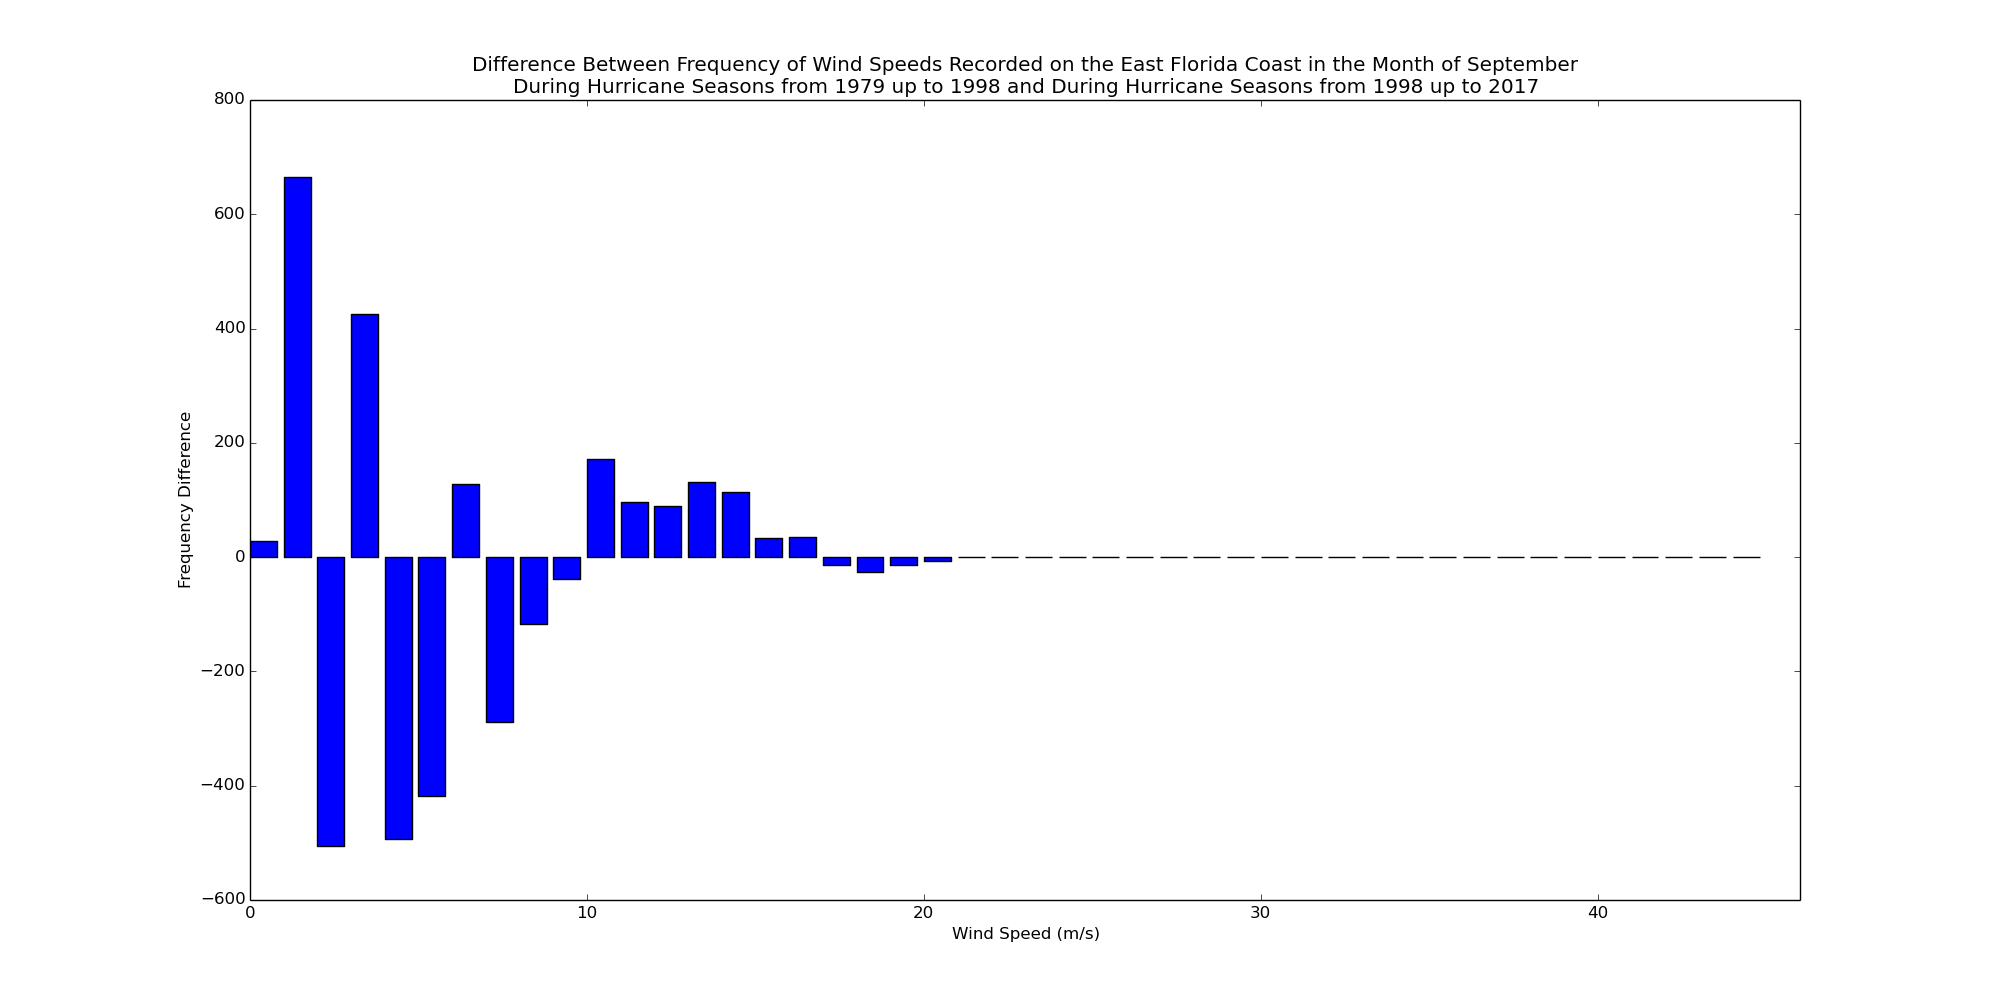 Difference Between Frequency of Wind Speeds Recorded on the East Florida Coast in the Month of September
During Hurricane Seasons from 1979 up to 1998 and During Hurricane Seasons from 1998 up to 2017
800
600
400
200
0
−200
−400
−600
Frequency Difference
0 10 20 30 40
Wind Speed (m/s)